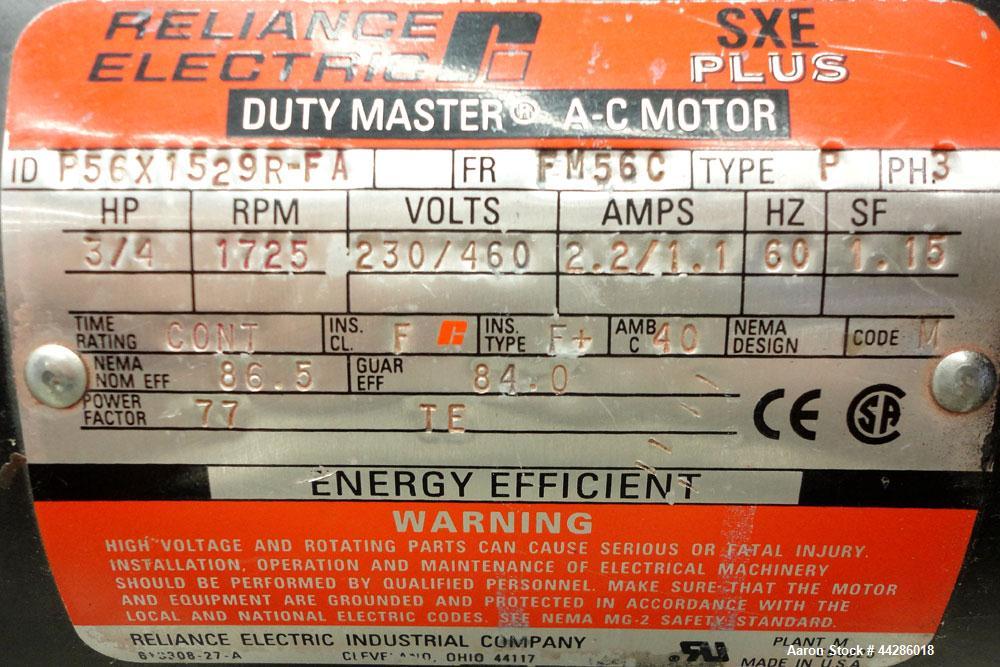 RELIANCE SXE
ELECTRIC PLUS
DUTY MASTER® A-C MOTOR
ID P56X1529R-FA FR FM56C TYPE P PH.3
HP RPM VOLTS AMPS HZ SF
3/4 1725 230/460 2.2/1.1 60 1.15
TIME RATING CONT INS. CL. F INS. TYPE F+ AMB C 40 NEMA DESIGN CODE M
NEMA NOM EFF 86.5 GUAR EFF 84.0
POWER FACTOR 77 TE CE SA
ENERGY EFFICIENT
WARNING
HIGH VOLTAGE AND ROTATING PARTS CAN CAUSE SERIOUS OR FATAL INJURY.
INSTALLATION, OPERATION AND MAINTENANCE OF ELECTRICAL MACHINERY
SHOULD BE PERFORMED BY QUALIFIED PERSONNEL. MAKE SURE THAT THE MOTOR
AND EQUIPMENT ARE GROUNDED AND PROTECTED IN ACCORDANCE WITH THE
LOCAL AND NATIONAL ELECTRIC CODES. SEE NEMA MG-2 SAFETY STANDARD.
RELIANCE ELECTRIC INDUSTRIAL COMPANY PLANT M
CLEVELAND, OHIO 44117 MADE IN U.S.A
Aaron Stock # 44286018